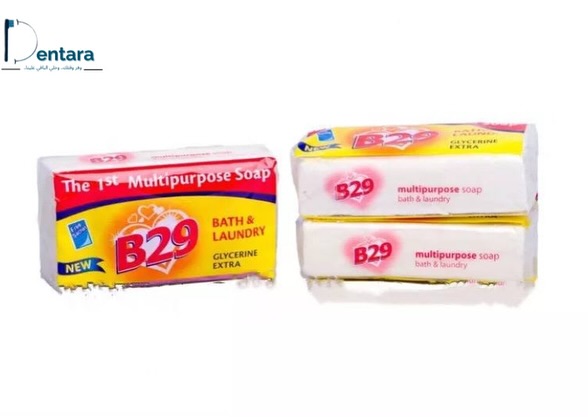 Dentara
The 1st Multipurpose Soap
BATH &
LAUNDRY
B29
GLYCERINE
EXTRA
NEW
B29
GLYCERINE
EXTRA
NEW
B29
multipurpose soap
bath & laundry
B29
multipurpose soap
bath & laundry